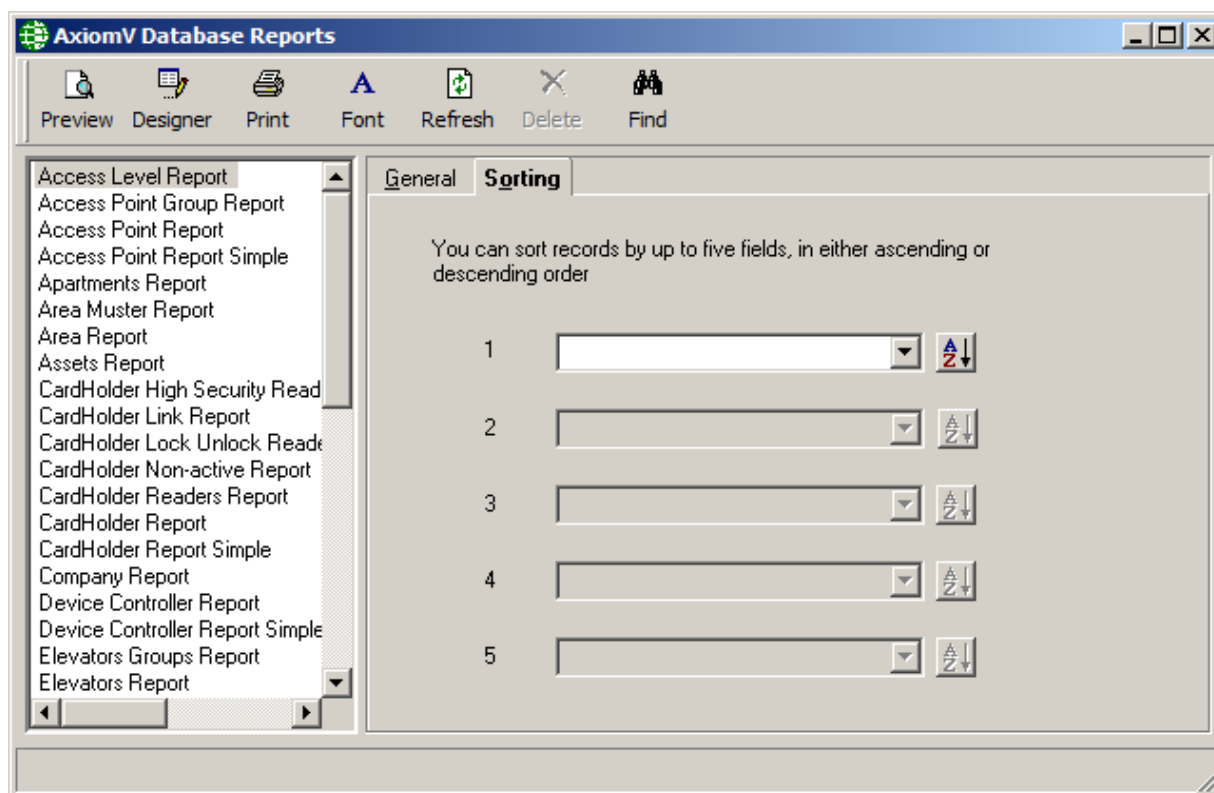 AxiomV Database Reports
Preview Designer Print Font Refresh Delete Find
Access Level Report
Access Point Group Report
Access Point Report
Access Point Report Simple
Apartments Report
Area Muster Report
Area Report
Assets Report
CardHolder High Security Read
CardHolder Link Report
CardHolder Lock Unlock Reade
CardHolder Non-active Report
CardHolder Readers Report
CardHolder Report
CardHolder Report Simple
Company Report
Device Controller Report
Device Controller Report Simple
Elevators Groups Report
Elevators Report
General Sorting
You can sort records by up to five fields, in either ascending or
descending order
1
2
3
4
5